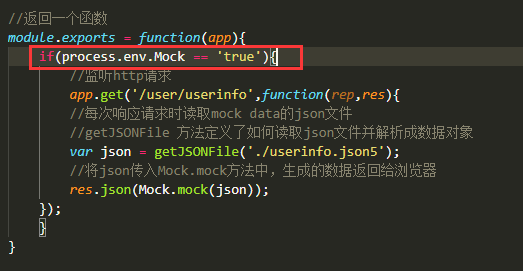 //返回一个函数
module.exports = function(app){
if(process.env.Mock == 'true'){
//监听http请求
app.get('/user/userinfo',function(rep,res){
//每次响应请求时读取mock data的json文件
//getJSONFile 方法定义了如何读取json文件并解析成数据对象
var json = getJSONFile('./userinfo.json5');
//将json传入Mock.mock方法中，生成的数据返回给浏览器
res.json(Mock.mock(json));
});
}
}